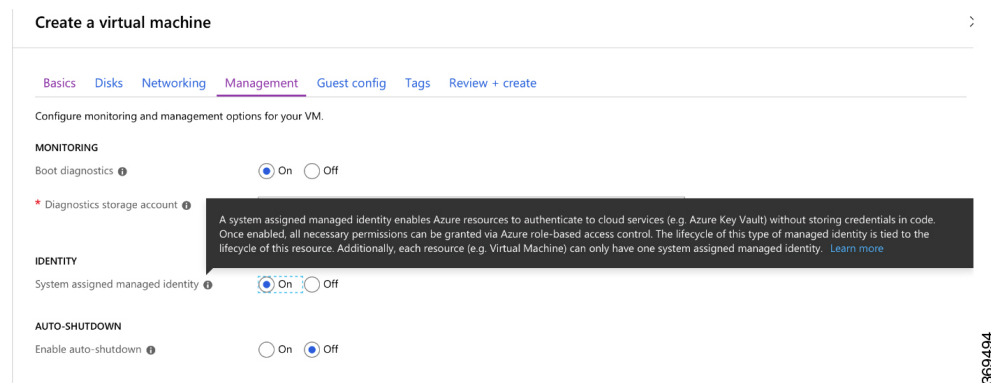 Create a virtual machine
Basics Disks Networking Management Guest config Tags Review + create
Configure monitoring and management options for your VM.
MONITORING
Boot diagnostics On Off
* Diagnostics storage account
A system assigned managed identity enables Azure resources to authenticate to cloud services (e.g. Azure Key Vault) without storing credentials in code.
Once enabled, all necessary permissions can be granted via Azure role-based access control. The lifecycle of this type of managed identity is tied to the
lifecycle of this resource. Additionally, each resource (e.g. Virtual Machine) can only have one system assigned managed identity. Learn more
IDENTITY
System assigned managed identity On Off
AUTO-SHUTDOWN
Enable auto-shutdown On Off
369494